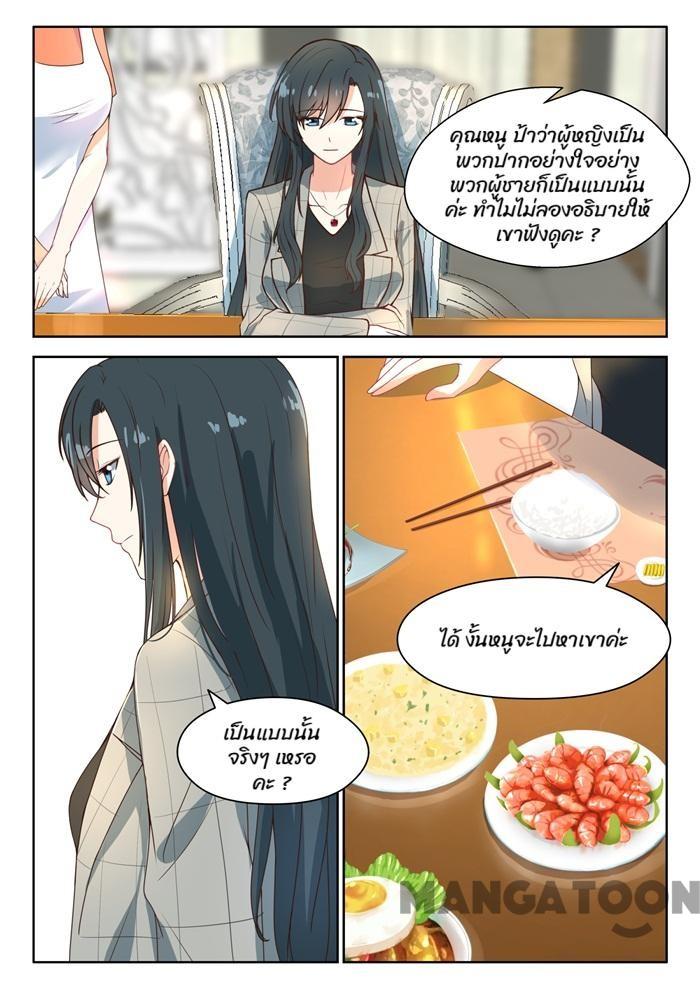 คุณหนู ป้าว่าผู้หญิงเป็น
พวกปากอย่างใจอย่าง
พวกผู้ชายก็เป็นแบบนั้น
ค่ะ ทำไมไม่ลองอธิบายให้
เขาฟังดูคะ ?
ได้ งั้นหนูจะไปหาเขาค่ะ
เป็นแบบนั้น
จริงๆ เหรอ
คะ ?
MANGATOON